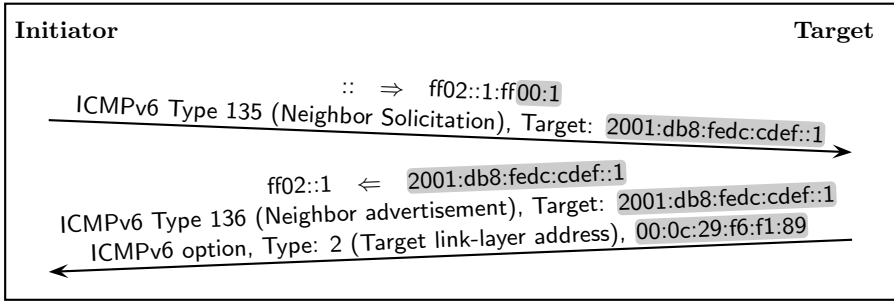 Initiator Target
:: ⇒ ff02::1:ff00:1
ICMPv6 Type 135 (Neighbor Solicitation), Target: 2001:db8:fedc:cdef::1
ff02::1 ⇐ 2001:db8:fedc:cdef::1
ICMPv6 Type 136 (Neighbor advertisement), Target: 2001:db8:fedc:cdef::1
ICMPv6 option, Type: 2 (Target link-layer address), 00:0c:29:f6:f1:89